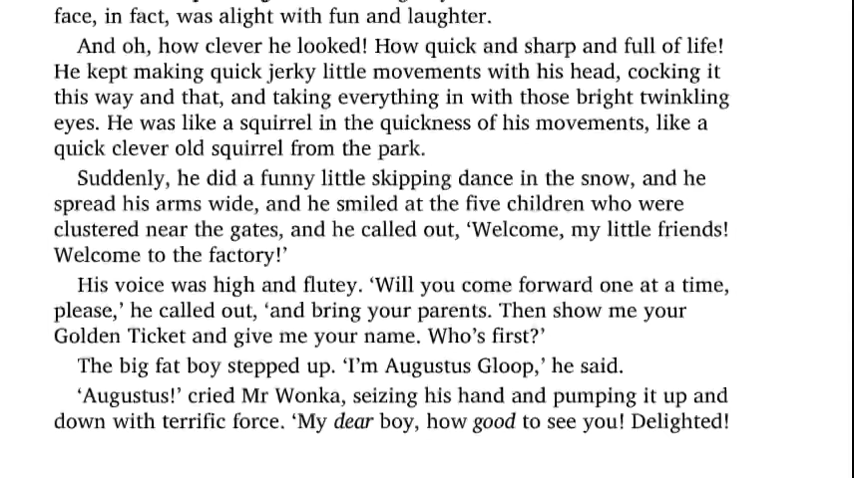 face, in fact, was alight with fun and laughter.
And oh, how clever he looked! How quick and sharp and full of life!
He kept making quick jerky little movements with his head, cocking it
this way and that, and taking everything in with those bright twinkling
eyes. He was like a squirrel in the quickness of his movements, like a
quick clever old squirrel from the park.
Suddenly, he did a funny little skipping dance in the snow, and he
spread his arms wide, and he smiled at the five children who were
clustered near the gates, and he called out, ‘Welcome, my little friends!
Welcome to the factory!’
His voice was high and flutey. ‘Will you come forward one at a time,
please,’ he called out, ‘and bring your parents. Then show me your
Golden Ticket and give me your name. Who’s first?’
The big fat boy stepped up. ‘I’m Augustus Gloop,’ he said.
‘Augustus!’ cried Mr Wonka, seizing his hand and pumping it up and
down with terrific force. ‘My dear boy, how good to see you! Delighted!